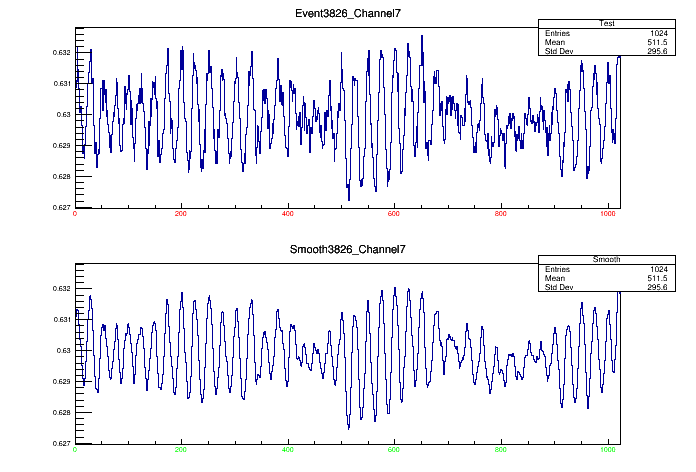 Event3826_Channel7
Test
Entries 1024
Mean 511.5
Std Dev 295.6
0.632
0.631
0.63
0.629
0.628
0.627
0 200 400 600 800 1000
Smooth3826_Channel7
Smooth
Entries 1024
Mean 511.5
Std Dev 295.6
0.632
0.631
0.63
0.629
0.628
0.627
0 200 400 600 800 1000